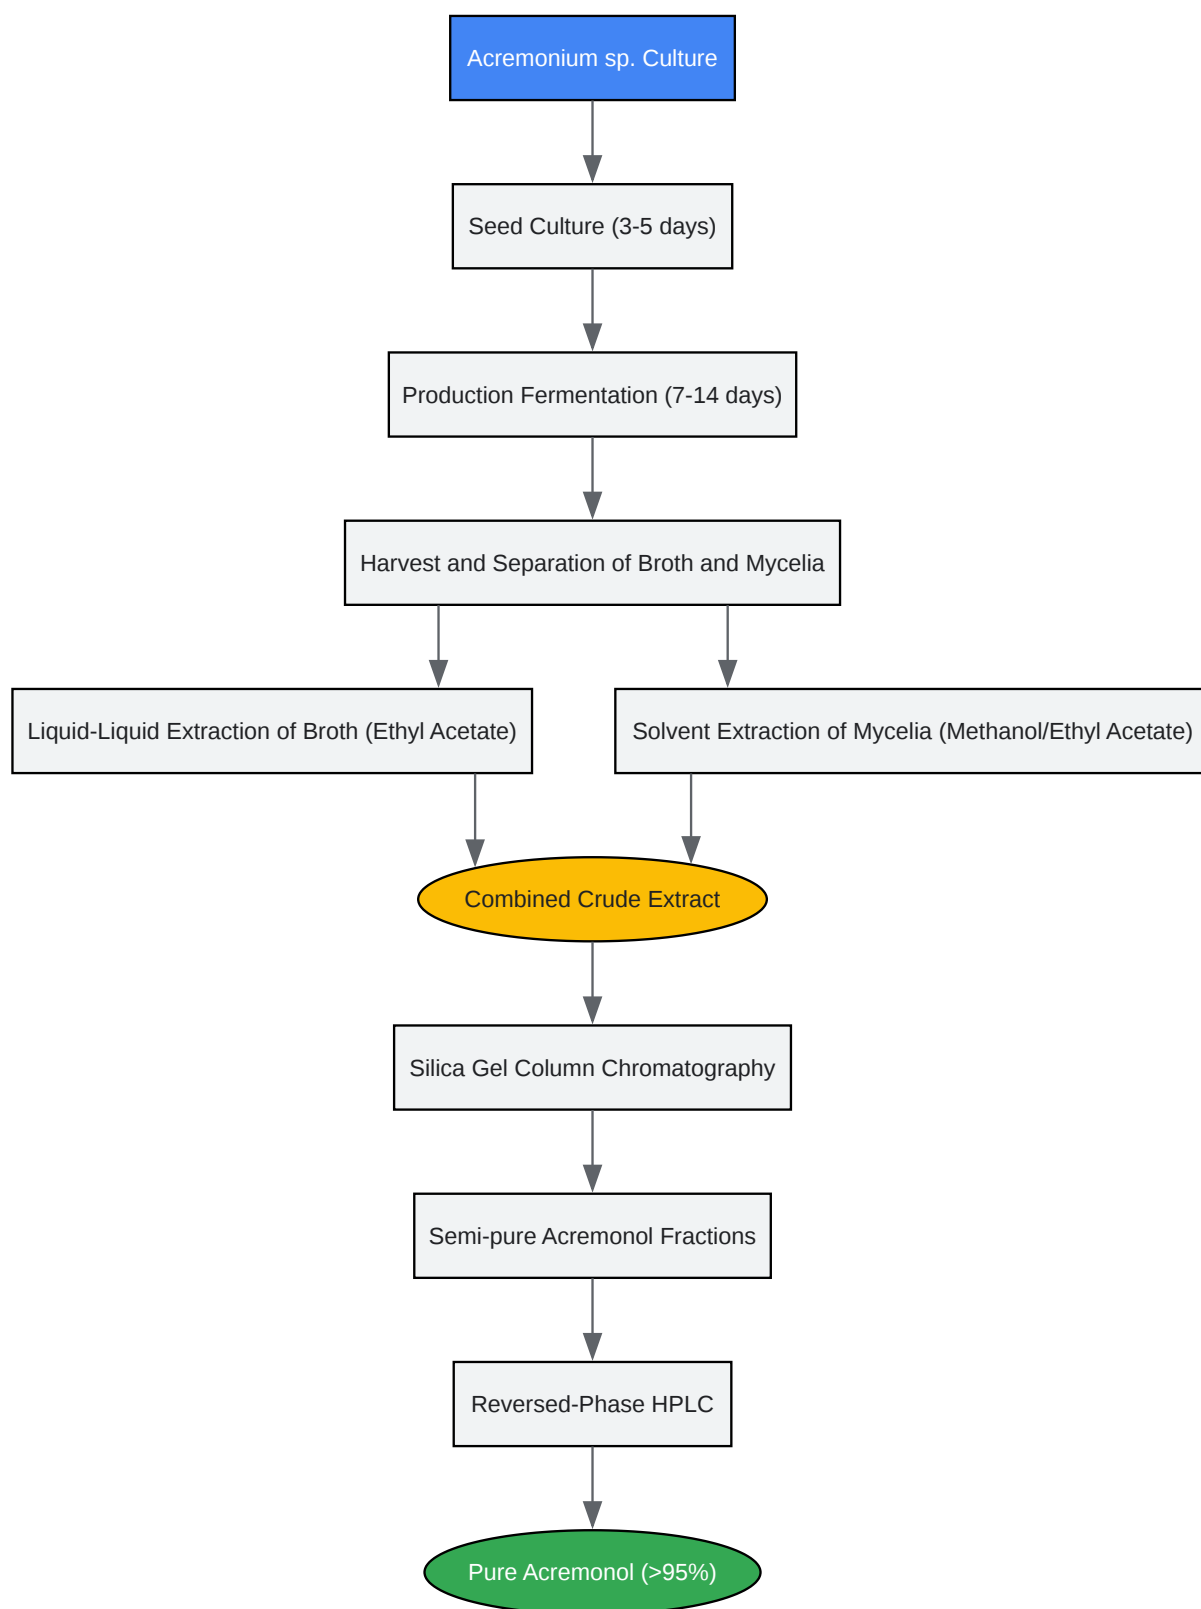 Acremonium sp. Culture
Seed Culture (3-5 days)
Production Fermentation (7-14 days)
Harvest and Separation of Broth and Mycelia
Liquid-Liquid Extraction of Broth (Ethyl Acetate)
Solvent Extraction of Mycelia (Methanol/Ethyl Acetate)
Combined Crude Extract
Silica Gel Column Chromatography
Semi-pure Acremonol Fractions
Reversed-Phase HPLC
Pure Acremonol (>95%)